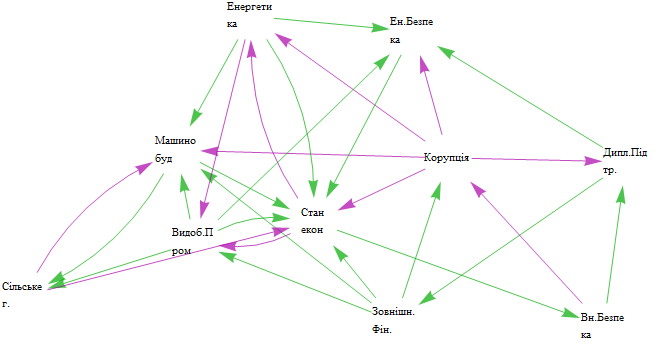 Енергети
ка
Ен.Безпе
ка
Машино
буд
Корупція
Дипл.Під
тр.
Стан
екон
Видоб.П
ром
Сільське
г.
Зовнішн.
Фін.
Вн.Безпе
ка